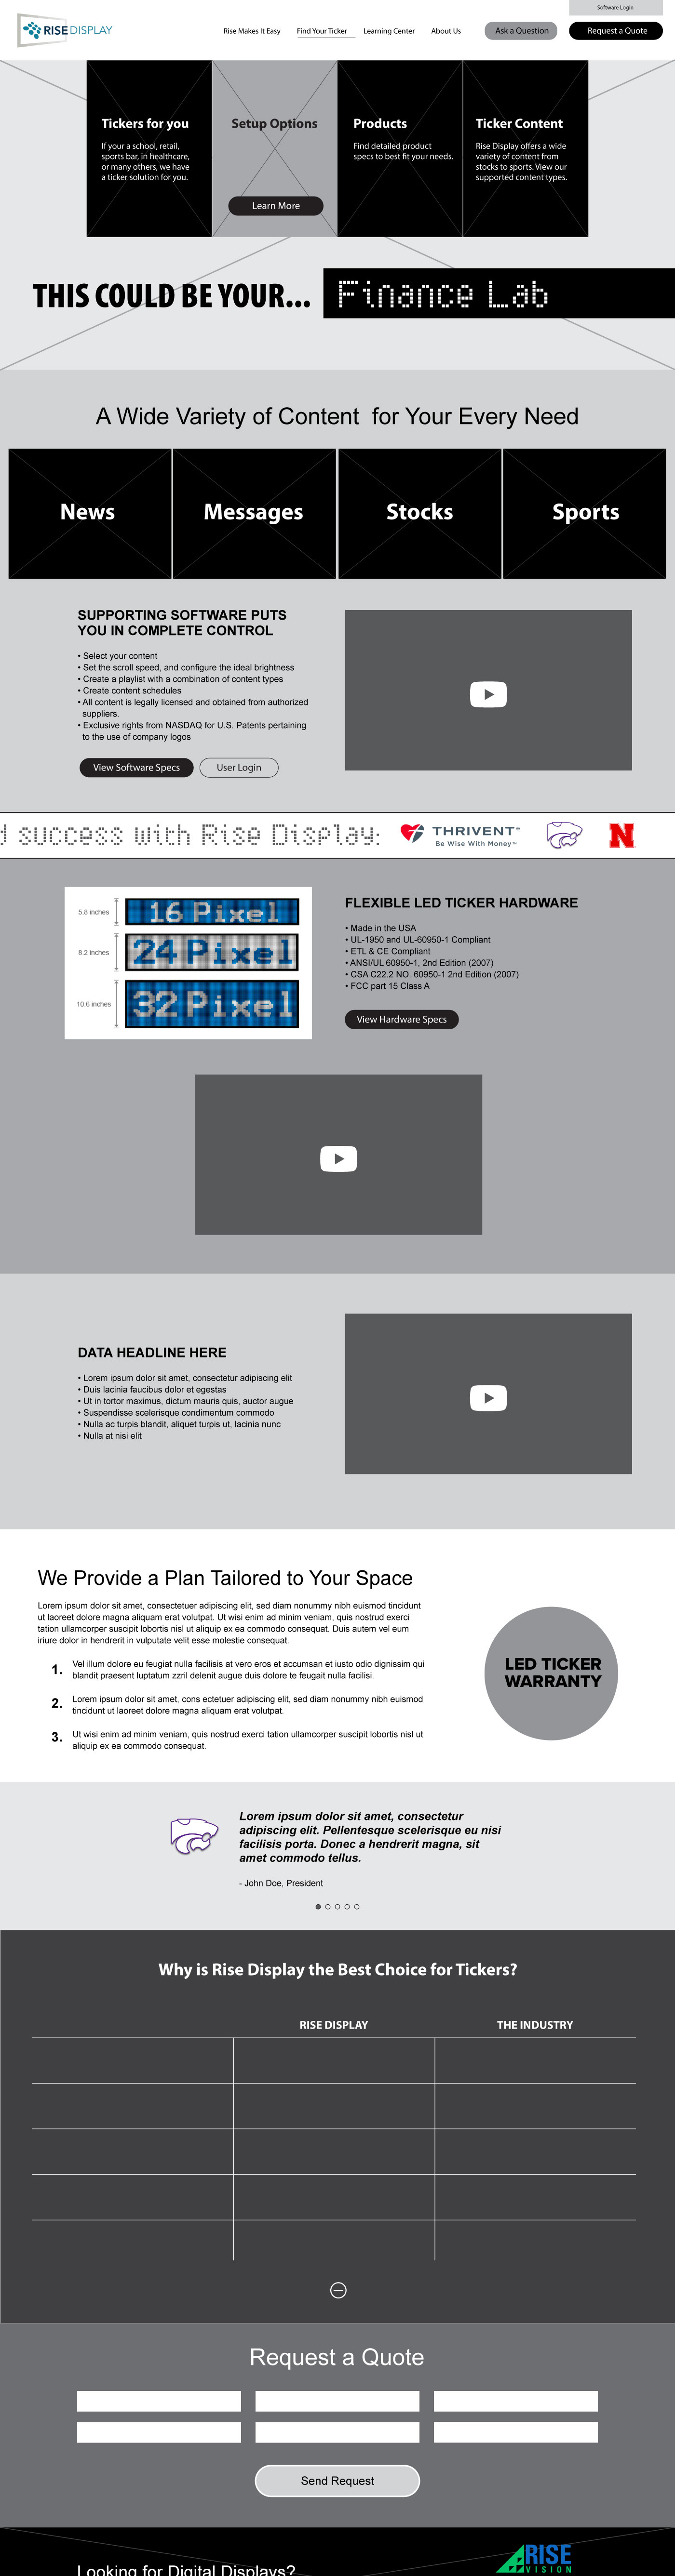 Software Login
RISE DISPLAY
Rise Makes It Easy
Find Your Ticker
Learning Center
About Us
Ask a Question
Request a Quote
Tickers for you
If your a school, retail,
sports bar, in healthcare,
or many others, we have
a ticker solution for you.
Setup Options
Learn More
Products
Find detailed product
specs to best fit your needs.
Ticker Content
Rise Display offers a wide
variety of content from
stocks to sports. View our
supported content types.
THIS COULD BE YOUR...
Finance Lab
A Wide Variety of Content for Your Every Need
News
Messages
Stocks
Sports
SUPPORTING SOFTWARE PUTS
YOU IN COMPLETE CONTROL
• Select your content
• Set the scroll speed, and configure the ideal brightness
• Create a playlist with a combination of content types
• Create content schedules
• All content is legally licensed and obtained from authorized
suppliers.
• Exclusive rights from NASDAQ for U.S. Patents pertaining
to the use of company logos
View Software Specs
User Login
d success with Rise Display:
THRIVENT®
Be Wise With Money™
N
5.8 inches
16 Pixel
8.2 inches
24 Pixel
10.6 inches
32 Pixel
FLEXIBLE LED TICKER HARDWARE
• Made in the USA
• UL-1950 and UL-60950-1 Compliant
• ETL & CE Compliant
• ANSI/UL 60950-1, 2nd Edition (2007)
• CSA C22.2 NO. 60950-1 2nd Edition (2007)
• FCC part 15 Class A
View Hardware Specs
DATA HEADLINE HERE
• Lorem ipsum dolor sit amet, consectetur adipiscing elit
• Duis lacinia faucibus dolor et egestas
• Ut in tortor maximus, dictum mauris quis, auctor augue
• Suspendisse scelerisque condimentum commodo
• Nulla ac turpis blandit, aliquet turpis ut, lacinia nunc
• Nulla at nisi elit
We Provide a Plan Tailored to Your Space
Lorem ipsum dolor sit amet, consectetuer adipiscing elit, sed diam nonummy nibh euismod tincidunt
ut laoreet dolore magna aliquam erat volutpat. Ut wisi enim ad minim veniam, quis nostrud exerci
tation ullamcorper suscipit lobortis nisl ut aliquip ex ea commodo consequat. Duis autem vel eum
iriure dolor in hendrerit in vulputate velit esse molestie consequat.
1. Vel illum dolore eu feugiat nulla facilisis at vero eros et accumsan et iusto odio dignissim qui
blandit praesent luptatum zzril delenit augue duis dolore te feugait nulla facilisi.
2. Lorem ipsum dolor sit amet, cons ectetuer adipiscing elit, sed diam nonummy nibh euismod
tincidunt ut laoreet dolore magna aliquam erat volutpat.
3. Ut wisi enim ad minim veniam, quis nostrud exerci tation ullamcorper suscipit lobortis nisl ut
aliquip ex ea commodo consequat.
LED TICKER
WARRANTY
Lorem ipsum dolor sit amet, consectetur
adipiscing elit. Pellentesque scelerisque eu nisi
facilisis porta. Donec a hendrerit magna, sit
amet commodo tellus.
- John Doe, President
Why is Rise Display the Best Choice for Tickers?
RISE DISPLAY
THE INDUSTRY
Request a Quote
Send Request
Looking for Digital Displays?
RISE
VISION